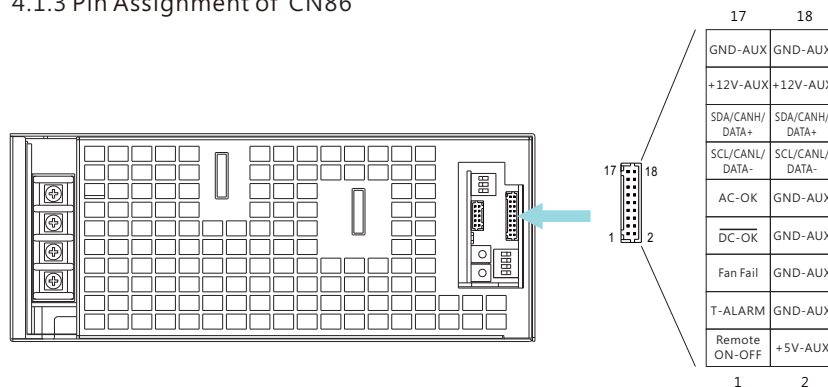 4.1.3 Pin Assignment of CN86
17 18
GND-AUX GND-AUX
+12V-AUX +12V-AUX
SDA/CANH/ SDA/CANH/
DATA+ DATA+
SCL/CANL/ SCL/CANL/
DATA- DATA-
AC-OK GND-AUX
DC-OK GND-AUX
Fan Fail GND-AUX
T-ALARM GND-AUX
Remote
ON-OFF +5V-AUX
1 2
17 18
1 2